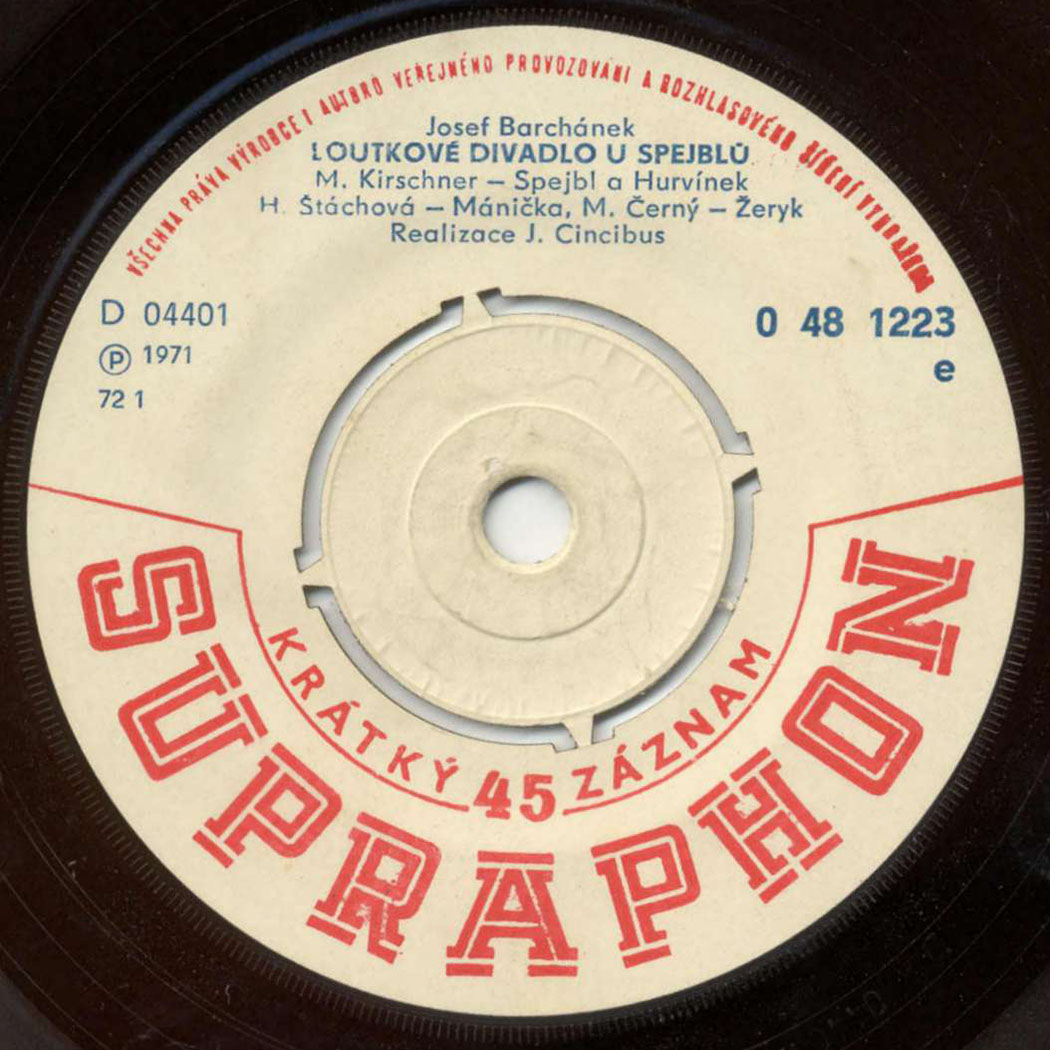 VŠECHNA PRÁVA VÝROBCE I AUTORŮ VEŘEJNÉHO PROVOZOVÁNÍ A ROZHLASOVÉHO ŠÍŘENÍ VYHRAZENA
Josef Barchánek
LOUTKOVÉ DIVADLO U SPEJBLŮ
M. Kirschner – Spejbl a Hurvínek
H. Štáchová – Mánička, M. Černý – Žeryk
Realizace J. Cincibus
D 04401
Ⓟ 1971
72 1
0 48 1223
e
KRÁTKÝ 45 ZÁZNAM
SUPRAPHON